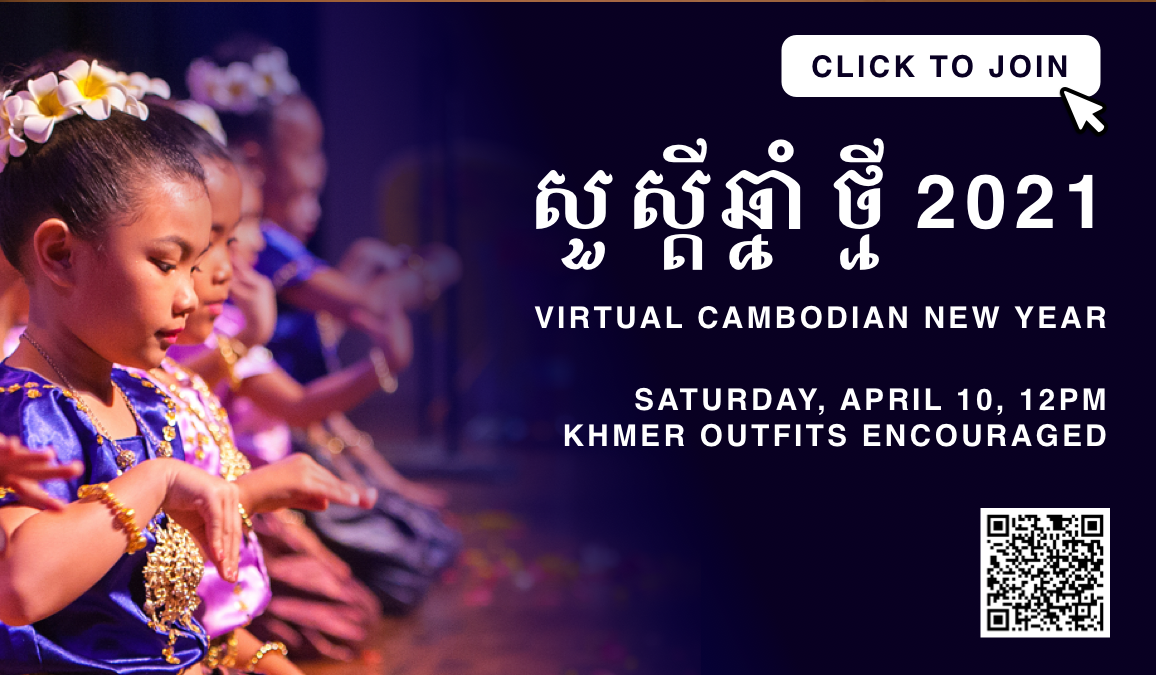 CLICK TO JOIN
សួស្តីឆ្នាំ ថ្មី 2021
VIRTUAL CAMBODIAN NEW YEAR
SATURDAY, APRIL 10, 12PM
KHMER OUTFITS ENCOURAGED